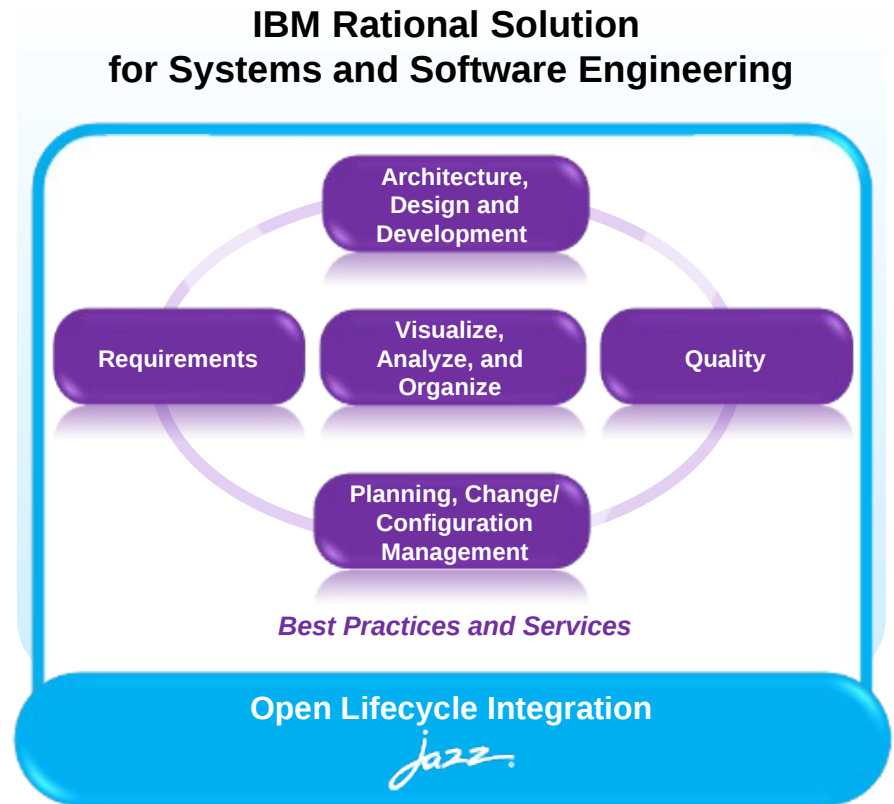 IBM Rational Solution
for Systems and Software Engineering
Architecture,
Design and
Development
Requirements
Visualize,
Analyze, and
Organize
Quality
Planning, Change/
Configuration
Management
Best Practices and Services
Open Lifecycle Integration
jazz